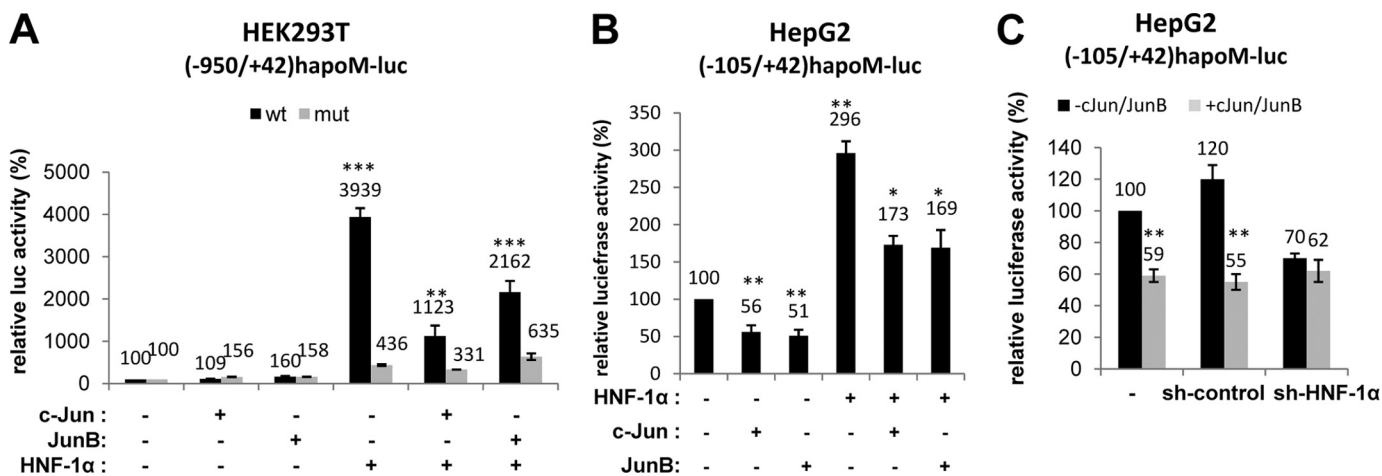 A
HEK293T
(-950/+42)hapoM-luc
wt mut
relative luc activity (%)
5000
4000
3000
2000
1000
0
100 100 109 156 160 158 *** 3939 436 ** 1123 331 *** 2162 635
c-Jun : - + - - + -
JunB: - - + - - +
HNF-1α : - - - + + +
B
HepG2
(-105/+42)hapoM-luc
relative luciefrase activity (%)
350
300
250
200
150
100
50
0
100 ** 56 ** 51 ** 296 * 173 * 169
HNF-1α : - - - + + +
c-Jun : - + - - + -
JunB: - - + - - +
C
HepG2
(-105/+42)hapoM-luc
-cJun/JunB +cJun/JunB
relative luciferase activity (%)
140
120
100
80
60
40
20
0
100 ** 59 120 ** 55 70 62
- sh-control sh-HNF-1α